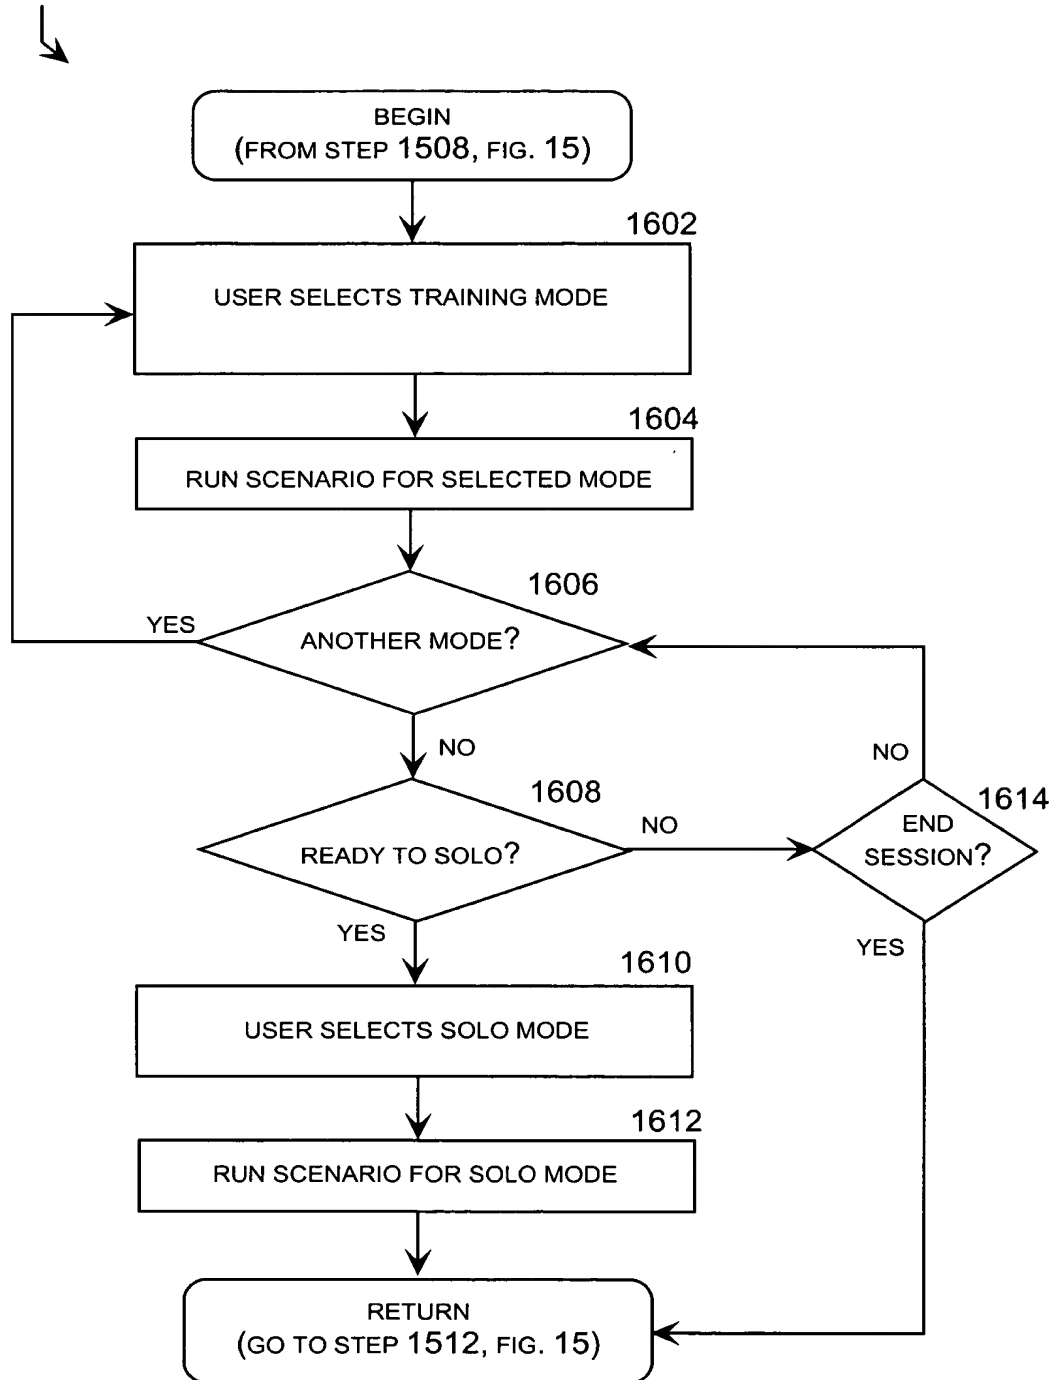 BEGIN
(FROM STEP 1508, FIG. 15)
1602
USER SELECTS TRAINING MODE
1604
RUN SCENARIO FOR SELECTED MODE
1606
YES
ANOTHER MODE?
NO
NO
1608
1614
READY TO SOLO?
NO
END
SESSION?
YES
YES
1610
USER SELECTS SOLO MODE
1612
RUN SCENARIO FOR SOLO MODE
RETURN
(GO TO STEP 1512, FIG. 15)